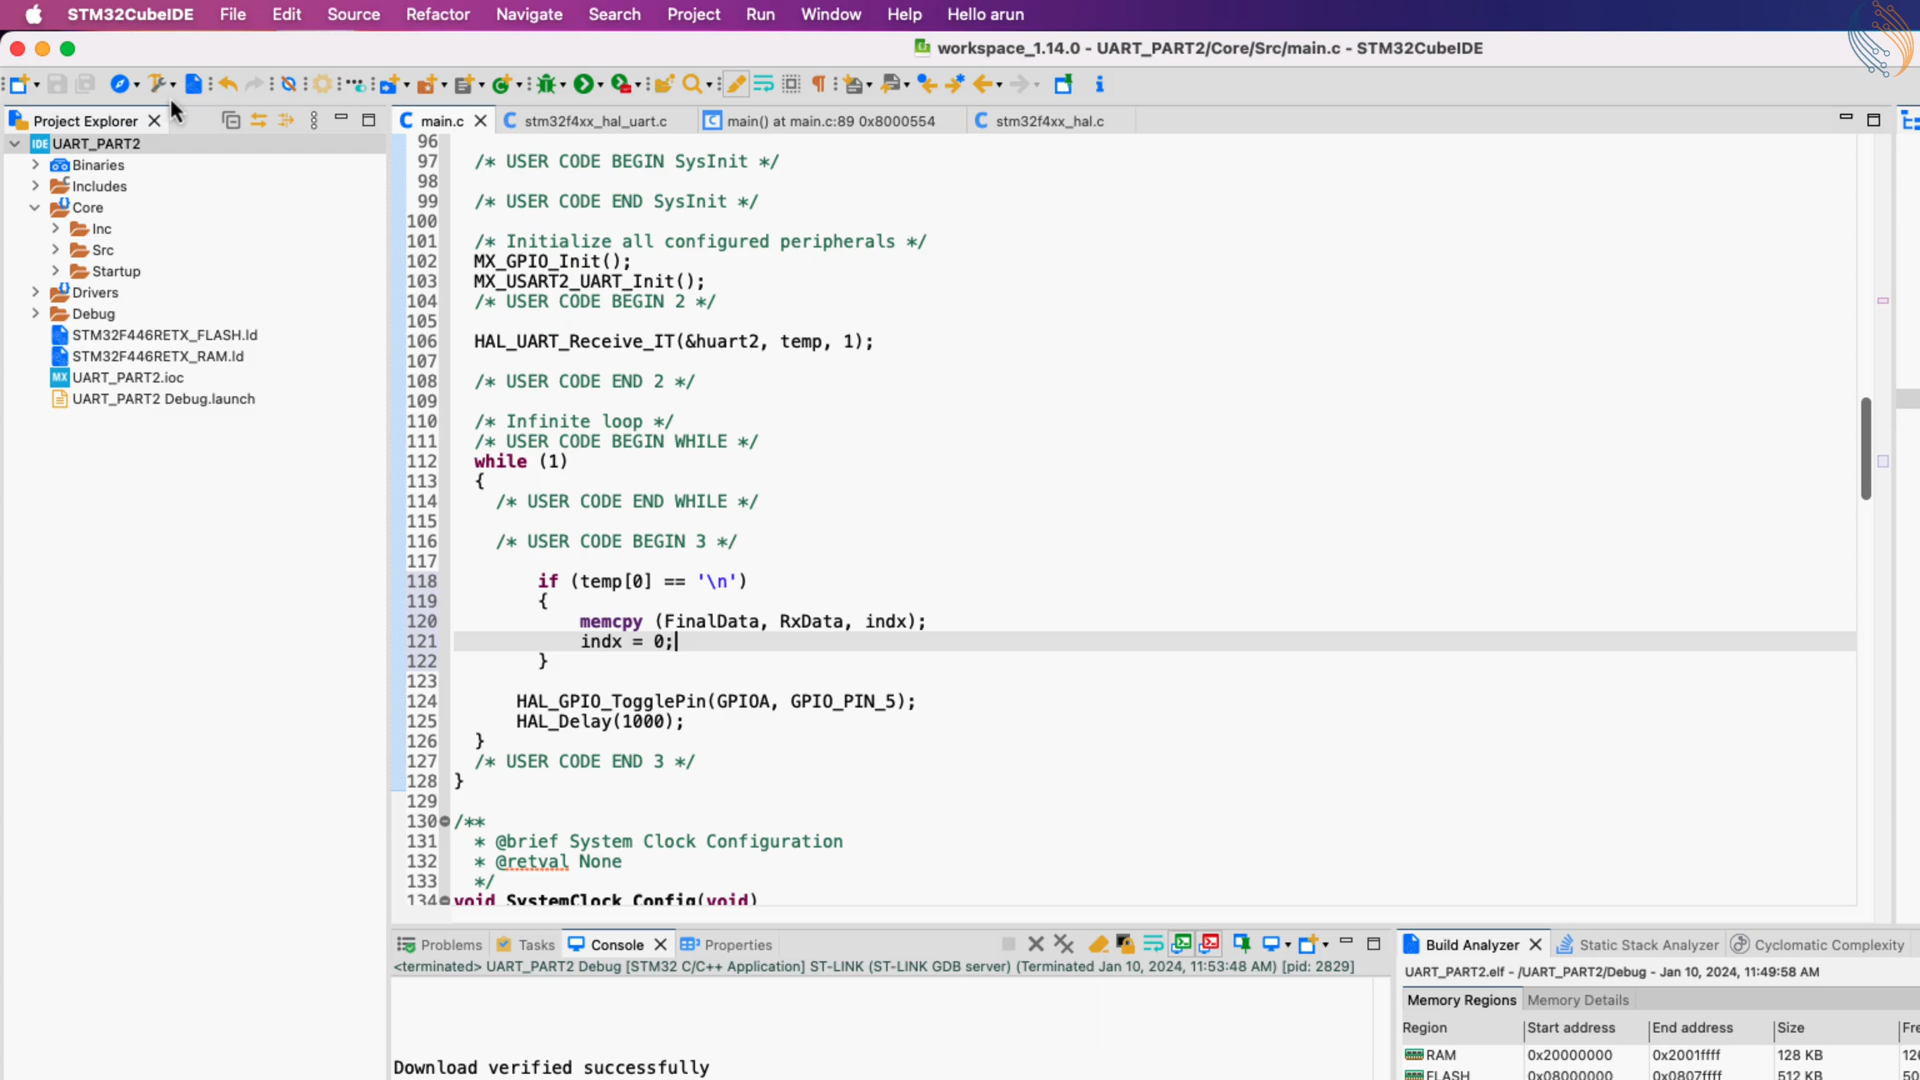 STM32CubeIDE File Edit Source Refactor Navigate Search Project Run Window Help Hello arun
workspace_1.14.0 - UART_PART2/Core/Src/main.c - STM32CubeIDE
Project Explorer
main.c stm32f4xx_hal_uart.c main() at main.c:89 0x8000554 stm32f4xx_hal.c
IDE UART_PART2
Binaries
Includes
Core
Inc
Src
Startup
Drivers
Debug
STM32F446RETX_FLASH.ld
STM32F446RETX_RAM.ld
MX UART_PART2.ioc
UART_PART2 Debug.launch
96
97 /* USER CODE BEGIN SysInit */
98
99 /* USER CODE END SysInit */
100
101 /* Initialize all configured peripherals */
102 MX_GPIO_Init();
103 MX_USART2_UART_Init();
104 /* USER CODE BEGIN 2 */
105
106 HAL_UART_Receive_IT(&huart2, temp, 1);
107
108 /* USER CODE END 2 */
109
110 /* Infinite loop */
111 /* USER CODE BEGIN WHILE */
112 while (1)
113 {
114 /* USER CODE END WHILE */
115
116 /* USER CODE BEGIN 3 */
117
118 if (temp[0] == '\n')
119 {
120 memcpy (FinalData, RxData, indx);
121 indx = 0;
122 }
123
124 HAL_GPIO_TogglePin(GPIOA, GPIO_PIN_5);
125 HAL_Delay(1000);
126 }
127 /* USER CODE END 3 */
128 }
129
130 /**
131 * @brief System Clock Configuration
132 * @retval None
133 */
134 void SystemClock_Config(void)
Problems Tasks Console Properties
<terminated> UART_PART2 Debug [STM32 C/C++ Application] ST-LINK (ST-LINK GDB server) (Terminated Jan 10, 2024, 11:53:48 AM) [pid: 2829]
Download verified successfully
Build Analyzer Static Stack Analyzer Cyclomatic Complexity
UART_PART2.elf - /UART_PART2/Debug - Jan 10, 2024, 11:49:58 AM
Memory Regions Memory Details
Region Start address End address Size
RAM 0x20000000 0x2001ffff 128 KB
FLASH 0x08000000 0x0807ffff 512 KB